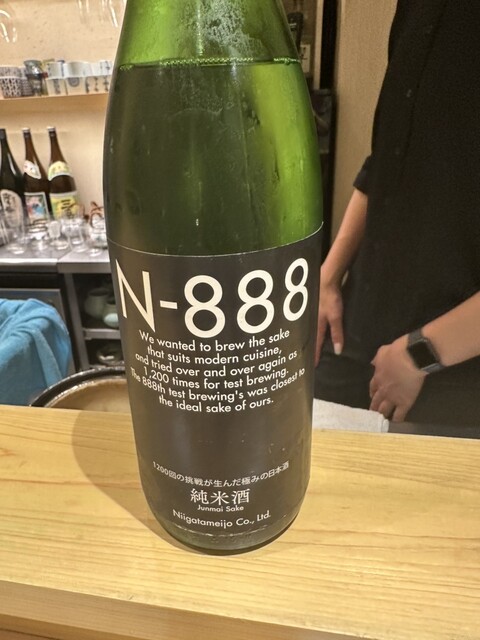 N-888
We wanted to brew the sake
that suits modern cuisine,
and tried over and over again as
1,200 times for test brewing.
The 888th test brewing's was closest to
the ideal sake of ours.
1200回の挑戦が生んだ極みの日本酒
純米酒
Junmai Sake
Niigatameijo Co., Ltd.